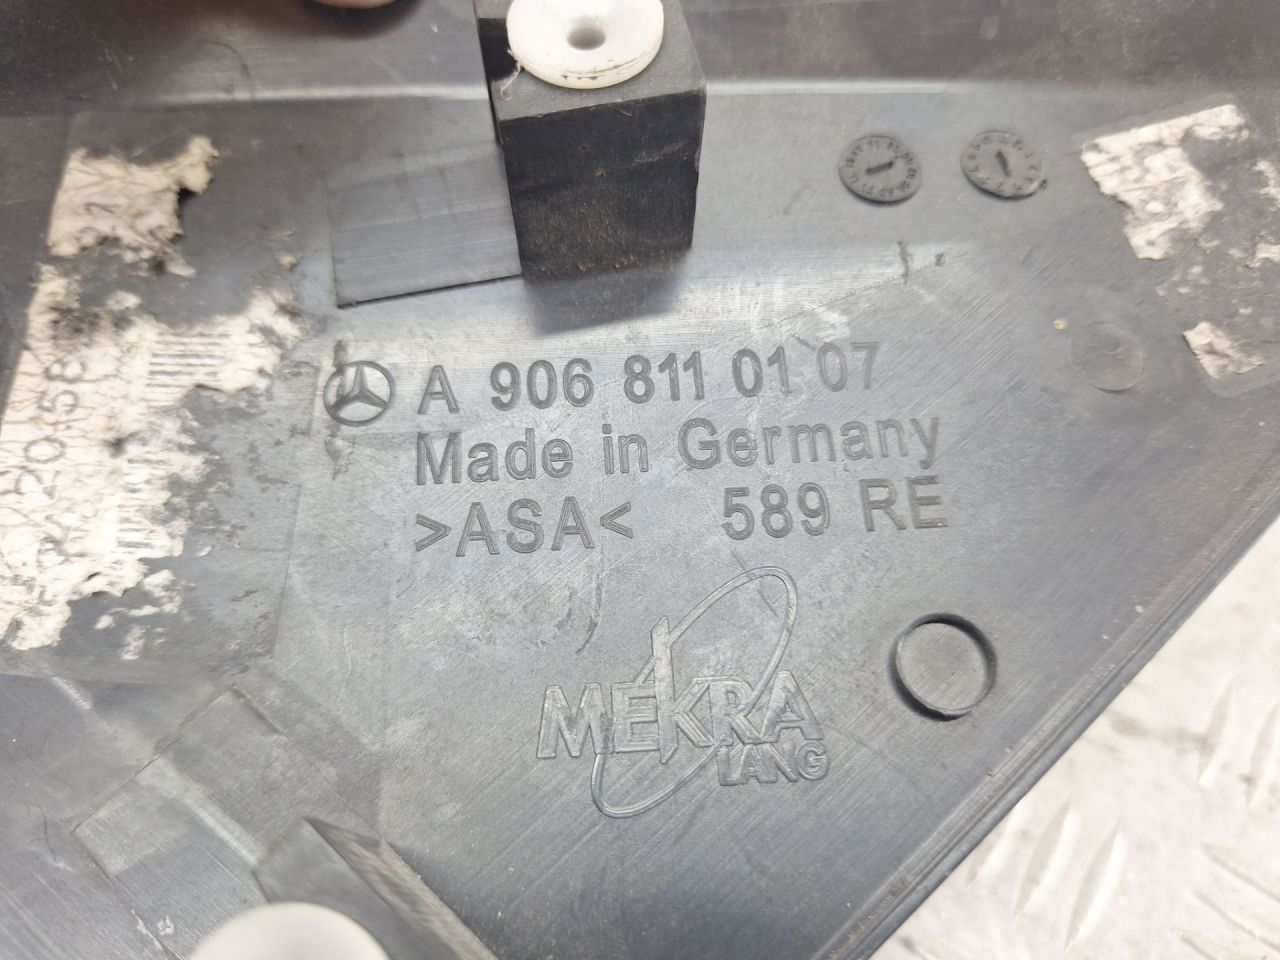 A 906 811 01 07
Made in Germany
>ASA< 589 RE
MEKRA
LANG